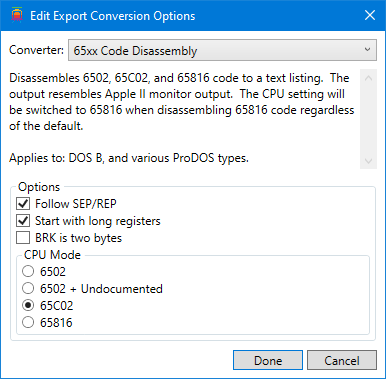 Edit Export Conversion Options
Converter: 65xx Code Disassembly
Disassembles 6502, 65C02, and 65816 code to a text listing. The
output resembles Apple II monitor output. The CPU setting will
be switched to 65816 when disassembling 65816 code regardless
of the default.
Applies to: DOS B, and various ProDOS types.
Options
Follow SEP/REP
Start with long registers
BRK is two bytes
CPU Mode
6502
6502 + Undocumented
65C02
65816
Done Cancel